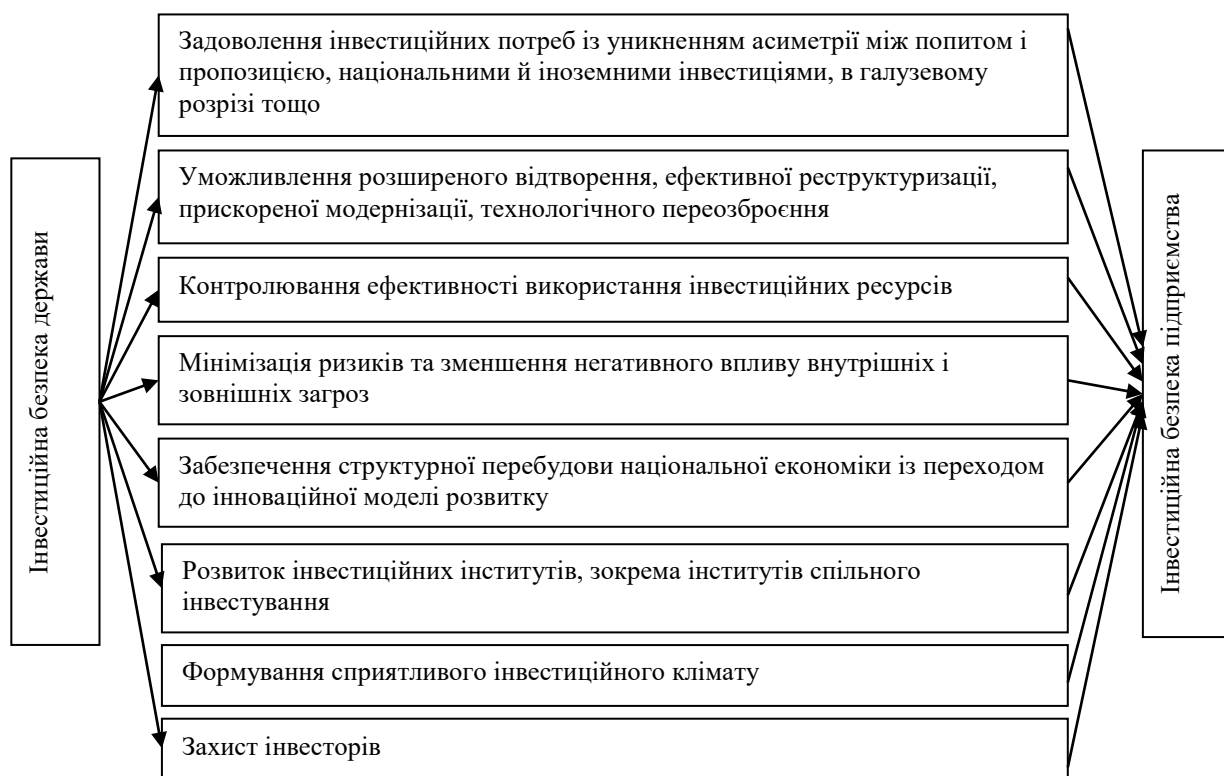 Задоволення інвестиційних потреб із уникненням асиметрії між попитом і
пропозицією, національними й іноземними інвестиціями, в галузевому
розрізі тощо
Інвестиційна безпека держави
Уможливлення розширеного відтворення, ефективної реструктуризації,
прискореної модернізації, технологічного переозброєння
Контролювання ефективності використання інвестиційних ресурсів
Мінімізація ризиків та зменшення негативного впливу внутрішніх і
зовнішніх загроз
Забезпечення структурної перебудови національної економіки із переходом
до інноваційної моделі розвитку
Розвиток інвестиційних інститутів, зокрема інститутів спільного
інвестування
Формування сприятливого інвестиційного клімату
Захист інвесторів
Інвестиційна безпека підприємства